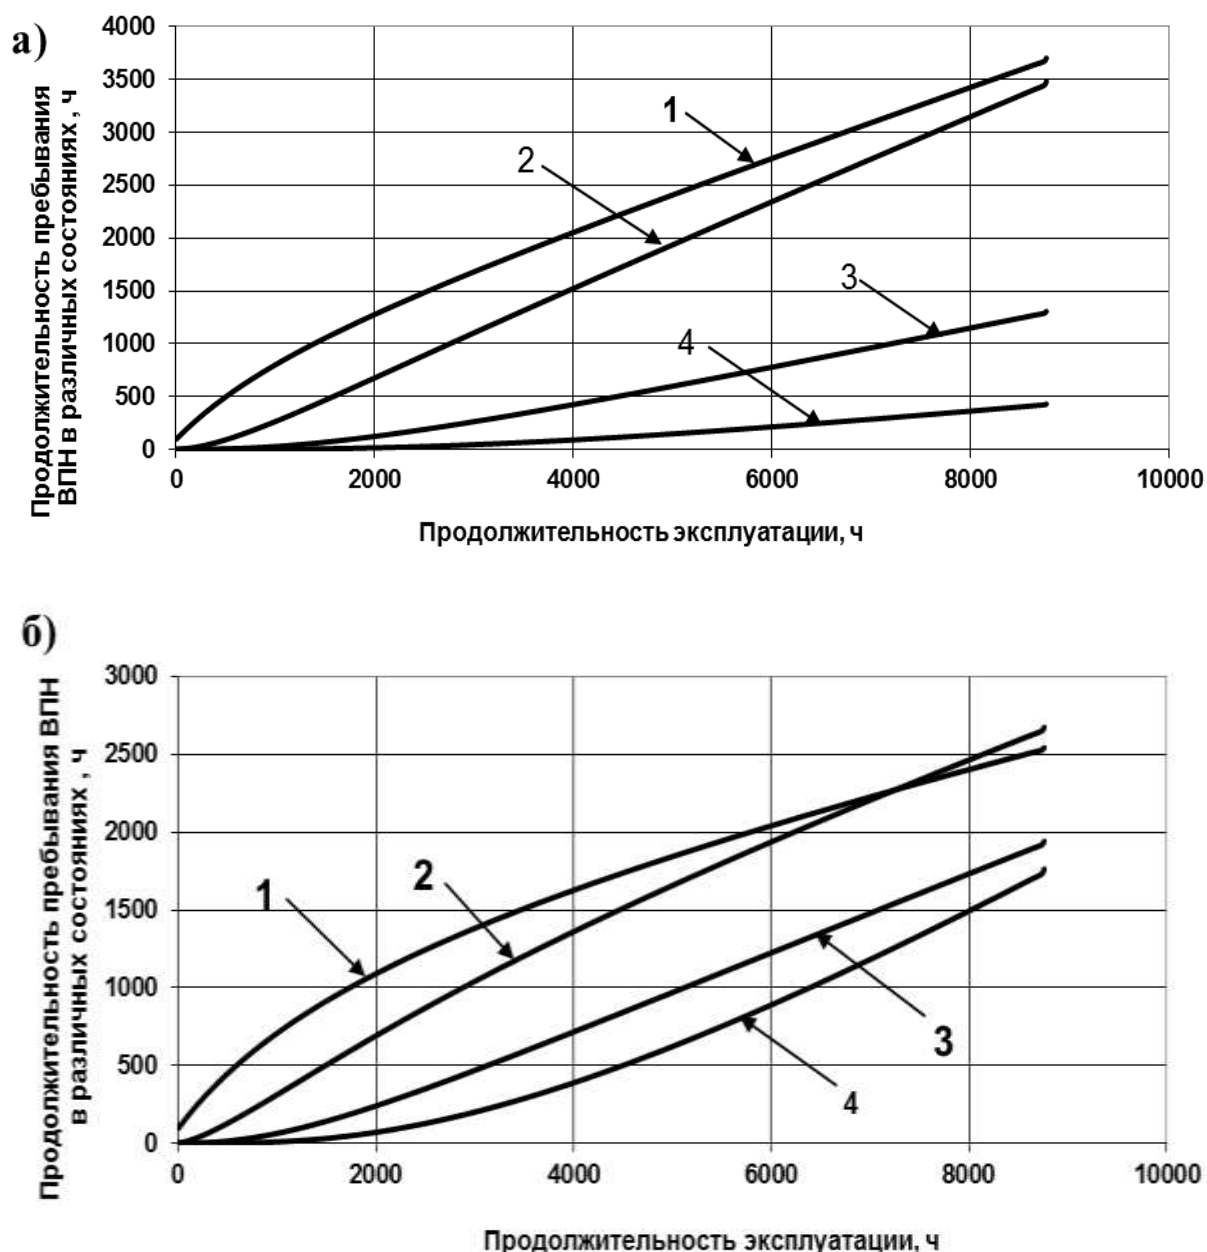 а)
Продолжительность пребывания
ВПН в различных состояниях , ч
4000
3500
3000
2500
2000
1500
1000
500
0
1
2
3
4
0 2000 4000 6000 8000 10000
Продолжительность эксплуатации, ч
б)
Продолжительность пребывания ВПН
в различных состояниях , ч
3000
2500
2000
1500
1000
500
0
1
2
3
4
0 2000 4000 6000 8000 10000
Продолжительность эксплуатации, ч